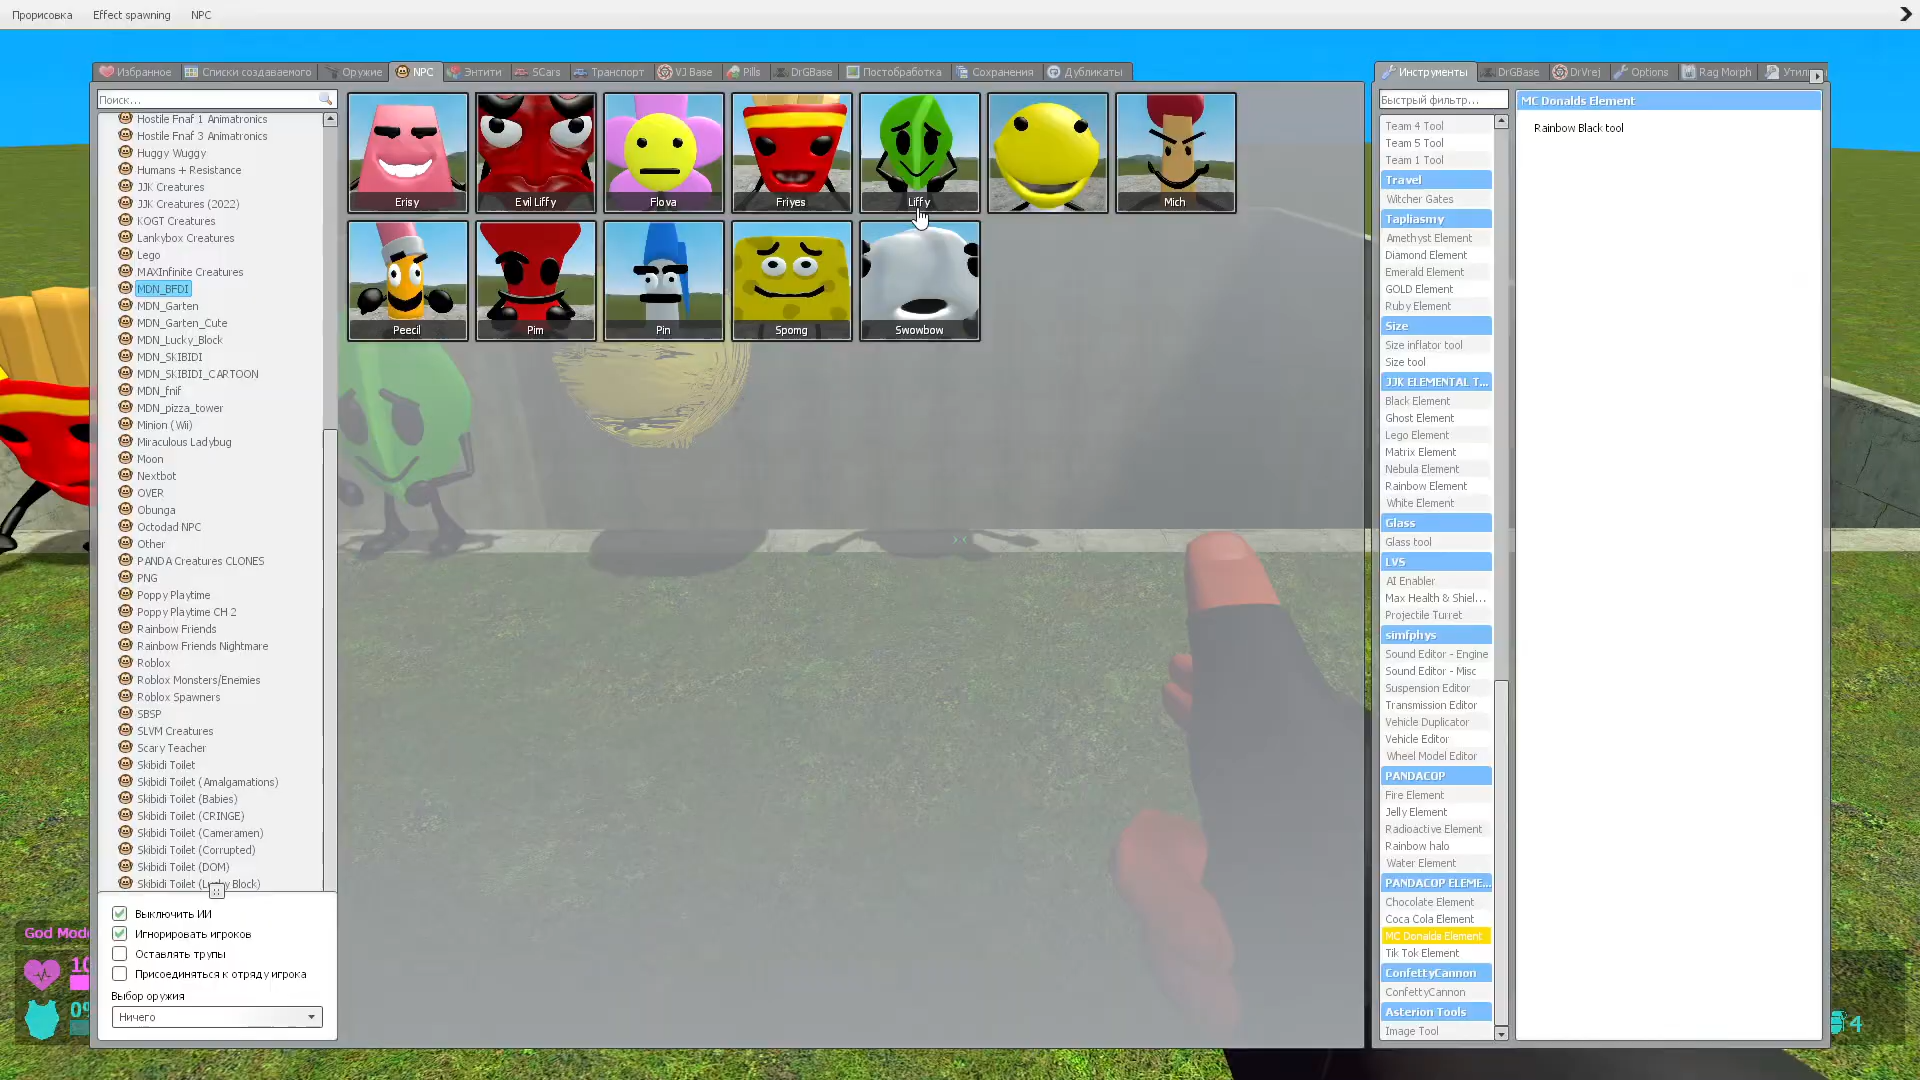 Прорисовка Effect spawning NPC
Избранное Списки создаваемого Оружие NPC Энтити SCars Транспорт VJ Base Pills DrGBase Постобработка Сохранения Дубликаты
Инструменты DrGBase DrVrej Options Rag Morph Утили
Поиск...
Hostile Fnaf 1 Animatronics
Hostile Fnaf 3 Animatronics
Huggy Wuggy
Humans + Resistance
JJK Creatures
JJK Creatures (2022)
KOGT Creatures
Lankybox Creatures
Lego
MAXInfinite Creatures
MDN_BFDI
MDN_Garten
MDN_Garten_Cute
MDN_Lucky_Block
MDN_SKIBIDI
MDN_SKIBIDI_CARTOON
MDN_fnif
MDN_pizza_tower
Minion (Wii)
Miraculous Ladybug
Moon
Nextbot
OVER
Obunga
Octodad NPC
Other
PANDA Creatures CLONES
PNG
Poppy Playtime
Poppy Playtime CH 2
Rainbow Friends
Rainbow Friends Nightmare
Roblox
Roblox Monsters/Enemies
Roblox Spawners
SBSP
SLVM Creatures
Scary Teacher
Skibidi Toilet
Skibidi Toilet (Amalgamations)
Skibidi Toilet (Babies)
Skibidi Toilet (CRINGE)
Skibidi Toilet (Cameramen)
Skibidi Toilet (Corrupted)
Skibidi Toilet (DOM)
Skibidi Toilet (Lucky Block)
Выключить ИИ
Игнорировать игроков
Оставлять трупы
Присоединяться к отряду игрока
Выбор оружия
Ничего
God Mode
10
0%
Erisy Evil Liffy Flova Friyes Liffy Mich
Peecil Pim Pin Spomg Swowbow
Быстрый фильтр...
Team 4 Tool
Team 5 Tool
Team 1 Tool
Travel
Witcher Gates
Tapliasmy
Amethyst Element
Diamond Element
Emerald Element
GOLD Element
Ruby Element
Size
Size inflator tool
Size tool
JJK ELEMENTAL T...
Black Element
Ghost Element
Lego Element
Matrix Element
Nebula Element
Rainbow Element
White Element
Glass
Glass tool
LVS
AI Enabler
Max Health & Shiel...
Projectile Turret
simfphys
Sound Editor - Engine
Sound Editor - Misc
Suspension Editor
Transmission Editor
Vehicle Duplicator
Vehicle Editor
Wheel Model Editor
PANDACOP
Fire Element
Jelly Element
Radioactive Element
Rainbow halo
Water Element
PANDACOP ELEME...
Chocolate Element
Coca Cola Element
MC Donalds Element
Tik Tok Element
ConfettyCannon
ConfettyCannon
Asterion Tools
Image Tool
MC Donalds Element
Rainbow Black tool
4